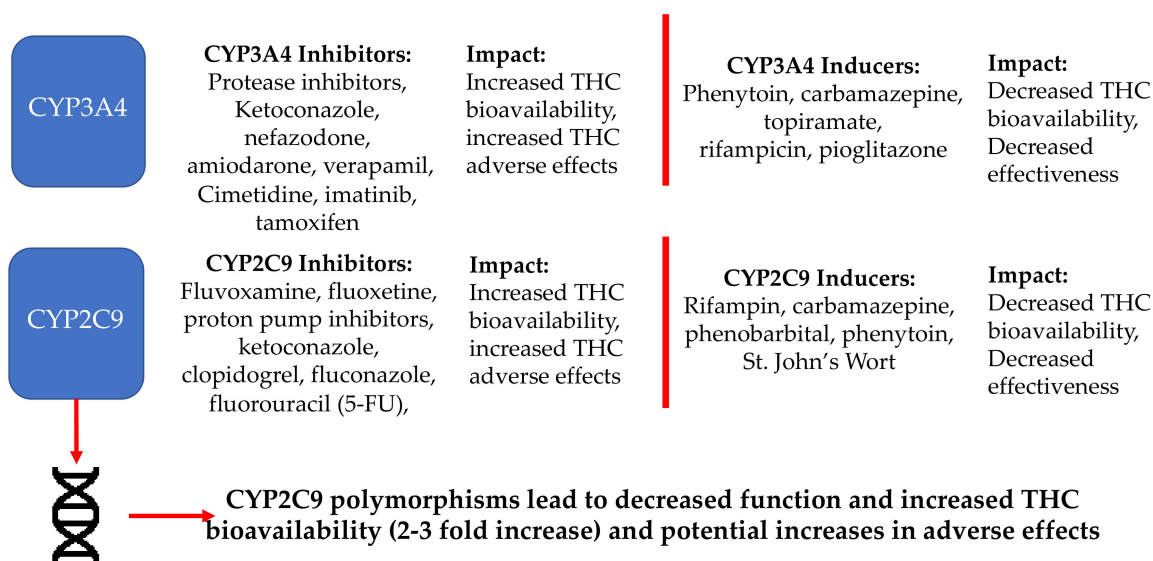 CYP3A4
CYP3A4 Inhibitors:
Protease inhibitors,
Ketoconazole,
nefazodone,
amiodarone, verapamil,
Cimetidine, imatinib,
tamoxifen
Impact:
Increased THC
bioavailability,
increased THC
adverse effects
CYP3A4 Inducers:
Phenytoin, carbamazepine,
topiramate,
rifampicin, pioglitazone
Impact:
Decreased THC
bioavailability,
Decreased
effectiveness
CYP2C9
CYP2C9 Inhibitors:
Fluvoxamine, fluoxetine,
proton pump inhibitors,
ketoconazole,
clopidogrel, fluconazole,
fluorouracil (5-FU),
Impact:
Increased THC
bioavailability,
increased THC
adverse effects
CYP2C9 Inducers:
Rifampin, carbamazepine,
phenobarbital, phenytoin,
St. John’s Wort
Impact:
Decreased THC
bioavailability,
Decreased
effectiveness
CYP2C9 polymorphisms lead to decreased function and increased THC
bioavailability (2-3 fold increase) and potential increases in adverse effects